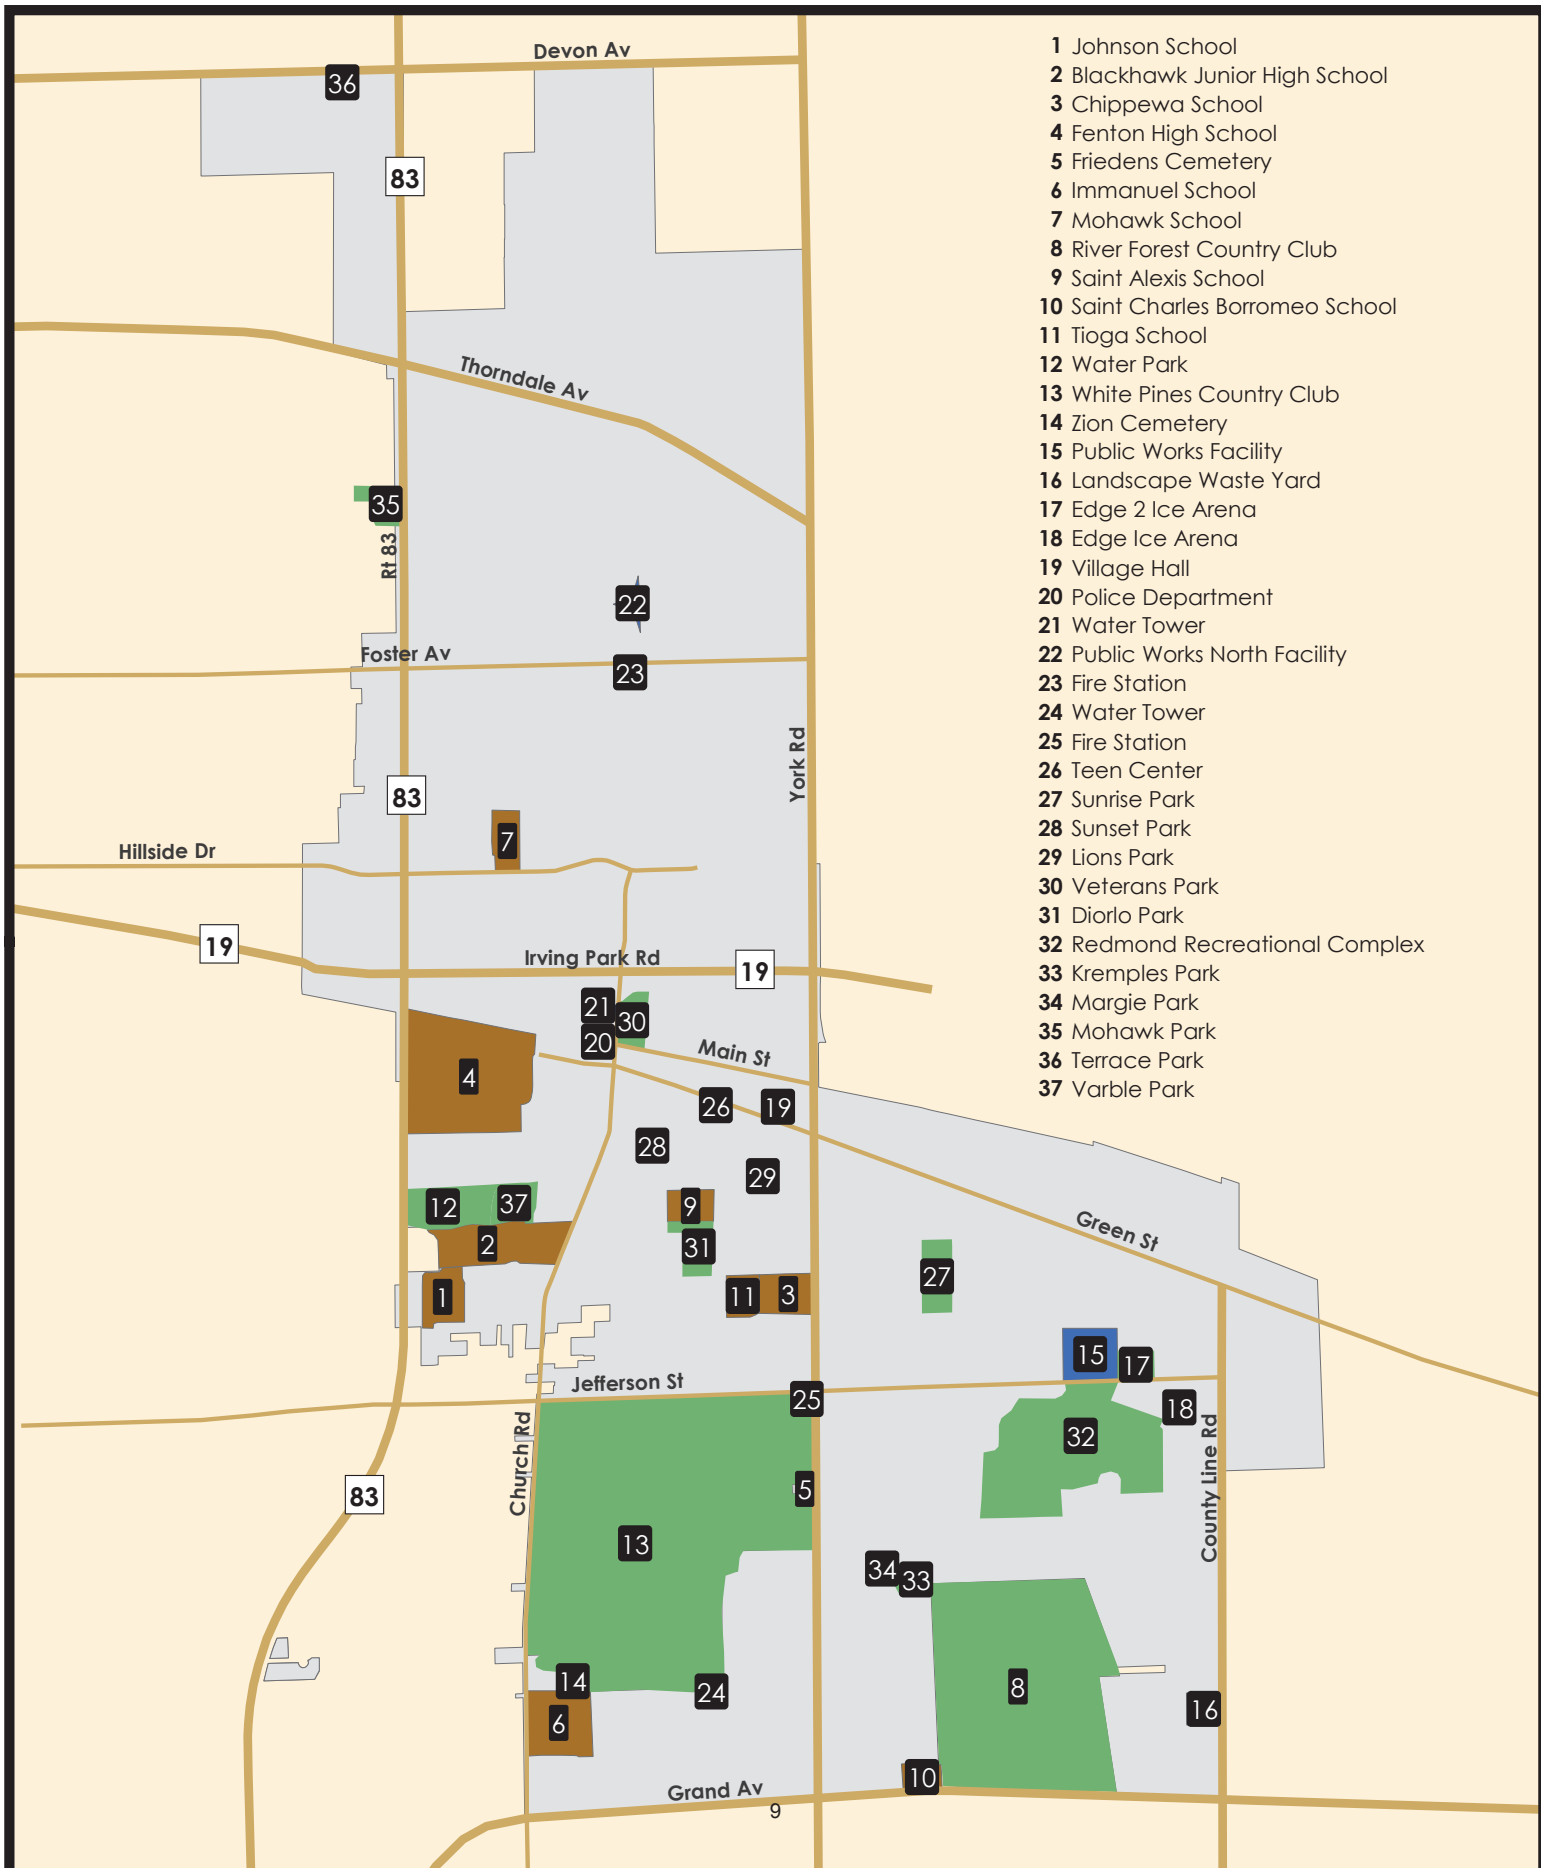 Devon Av
36
83
Thorndale Av
35
Rt 83
22
Foster Av
23
York Rd
83
7
Hillside Dr
19
Irving Park Rd
19
21
30
20
Main St
4
26
19
28
29
12
37
9
2
31
Green St
27
1
11
3
15
17
Jefferson St
25
18
32
Church Rd
County Line Rd
83
5
13
34
33
14
24
8
16
6
10
Grand Av
9
1 Johnson School
2 Blackhawk Junior High School
3 Chippewa School
4 Fenton High School
5 Friedens Cemetery
6 Immanuel School
7 Mohawk School
8 River Forest Country Club
9 Saint Alexis School
10 Saint Charles Borromeo School
11 Tioga School
12 Water Park
13 White Pines Country Club
14 Zion Cemetery
15 Public Works Facility
16 Landscape Waste Yard
17 Edge 2 Ice Arena
18 Edge Ice Arena
19 Village Hall
20 Police Department
21 Water Tower
22 Public Works North Facility
23 Fire Station
24 Water Tower
25 Fire Station
26 Teen Center
27 Sunrise Park
28 Sunset Park
29 Lions Park
30 Veterans Park
31 Diorlo Park
32 Redmond Recreational Complex
33 Kremples Park
34 Margie Park
35 Mohawk Park
36 Terrace Park
37 Varble Park